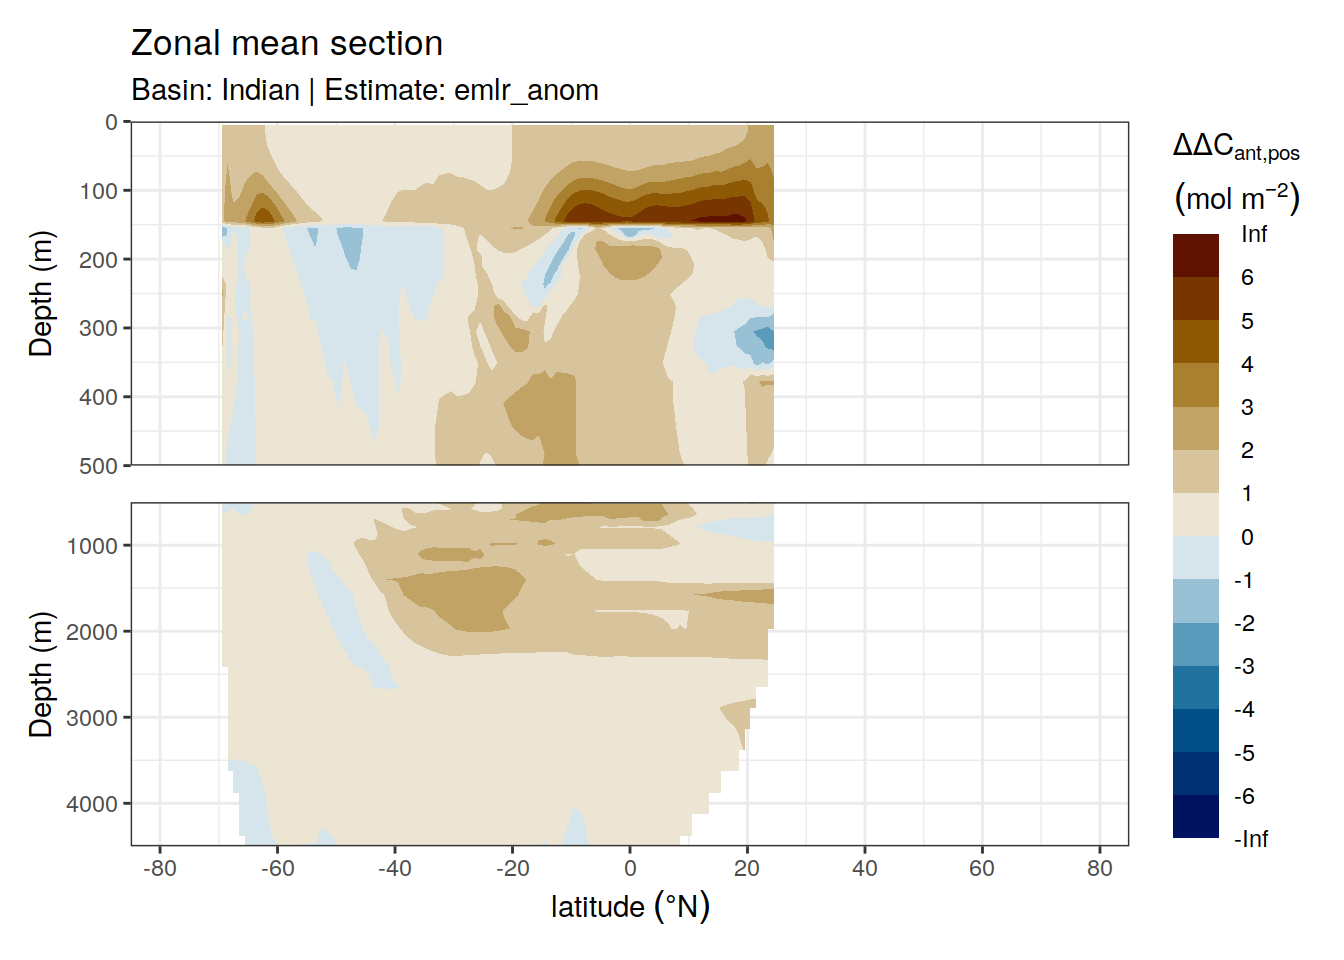 Zonal mean section
Basin: Indian | Estimate: emlr_anom
Depth (m)
0
100
200
300
400
500
Depth (m)
1000
2000
3000
4000
-80 -60 -40 -20 0 20 40 60 80
latitude (°N)
ΔΔC ant,pos
(mol m−2)
Inf
6
5
4
3
2
1
0
-1
-2
-3
-4
-5
-6
-Inf